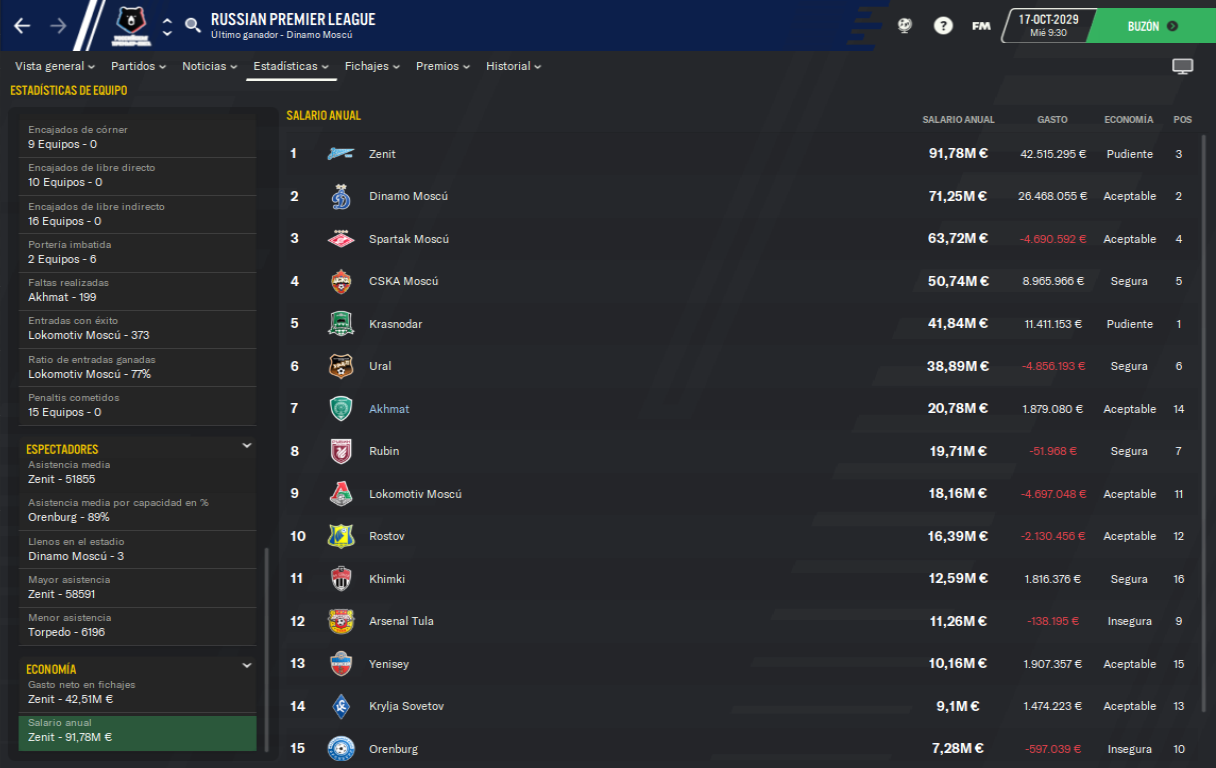 RUSSIAN PREMIER LEAGUE
Último ganador - Dinamo Moscú
?
FM
17-OCT-2029
Mié 9:30
BUZÓN
Vista general Partidos Noticias Estadísticas Fichajes Premios Historial
ESTADÍSTICAS DE EQUIPO
Encajados de córner
9 Equipos - 0
Encajados de libre directo
10 Equipos - 0
Encajados de libre indirecto
16 Equipos - 0
Portería imbatida
2 Equipos - 6
Faltas realizadas
Akhmat - 199
Entradas con éxito
Lokomotiv Moscú - 373
Ratio de entradas ganadas
Lokomotiv Moscú - 77%
Penaltis cometidos
15 Equipos - 0
ESPECTADORES
Asistencia media
Zenit - 51855
Asistencia media por capacidad en %
Orenburg - 89%
Llenos en el estadio
Dinamo Moscú - 3
Mayor asistencia
Zenit - 58591
Menor asistencia
Torpedo - 6196
ECONOMÍA
Gasto neto en fichajes
Zenit - 42,51M €
Salario anual
Zenit - 91,78M €
SALARIO ANUAL
SALARIO ANUAL GASTO ECONOMÍA POS
1 Zenit 91,78M € 42.515.295 € Pudiente 3
2 Dinamo Moscú 71,25M € 26.468.055 € Aceptable 2
3 Spartak Moscú 63,72M € -4.690.592 € Aceptable 4
4 CSKA Moscú 50,74M € 8.965.966 € Segura 5
5 Krasnodar 41,84M € 11.411.153 € Pudiente 1
6 Ural 38,89M € -4.856.193 € Segura 6
7 Akhmat 20,78M € 1.879.080 € Aceptable 14
8 Rubin 19,71M € -51.968 € Segura 7
9 Lokomotiv Moscú 18,16M € -4.697.048 € Aceptable 11
10 Rostov 16,39M € -2.130.456 € Aceptable 12
11 Khimki 12,59M € 1.816.376 € Segura 16
12 Arsenal Tula 11,26M € -138.195 € Insegura 9
13 Yenisey 10,16M € 1.907.357 € Aceptable 15
14 Krylja Sovetov 9,1M € 1.474.223 € Aceptable 13
15 Orenburg 7,28M € -597.039 € Insegura 10